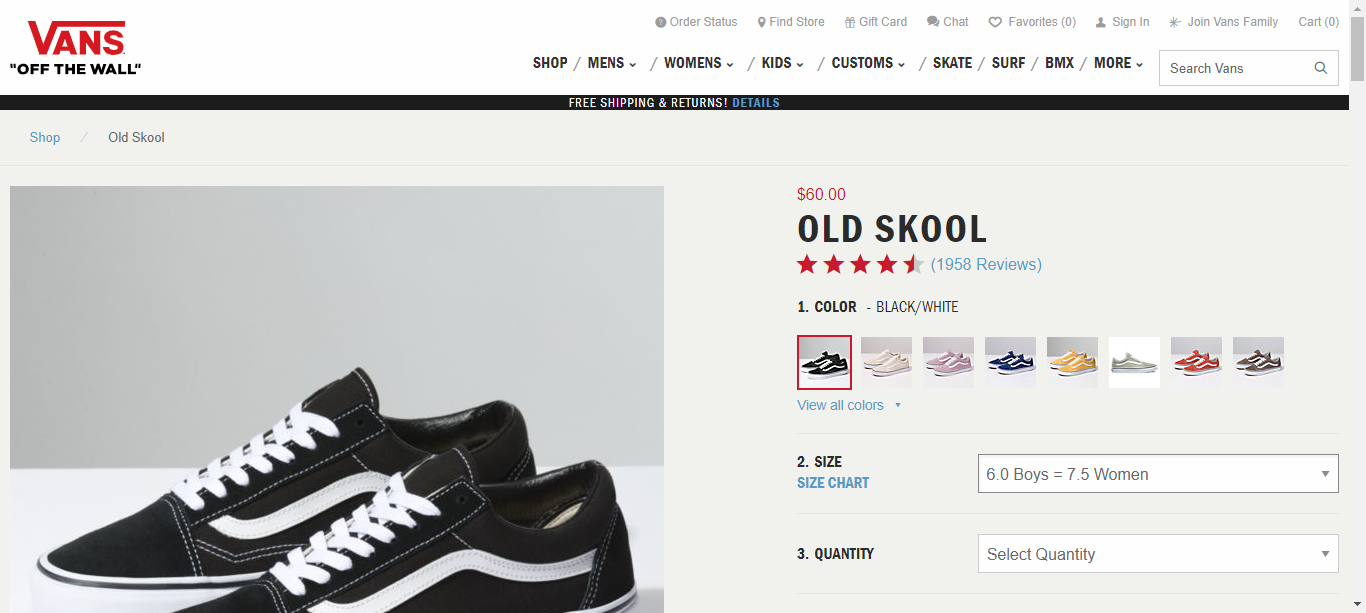 VANS
"OFF THE WALL"
Order Status Find Store Gift Card Chat Favorites (0) Sign In Join Vans Family Cart (0)
SHOP / MENS / WOMENS / KIDS / CUSTOMS / SKATE / SURF / BMX / MORE
Search Vans
FREE SHIPPING & RETURNS! DETAILS
Shop / Old Skool
$60.00
OLD SKOOL
(1958 Reviews)
1. COLOR - BLACK/WHITE
View all colors
2. SIZE
SIZE CHART
6.0 Boys = 7.5 Women
3. QUANTITY
Select Quantity